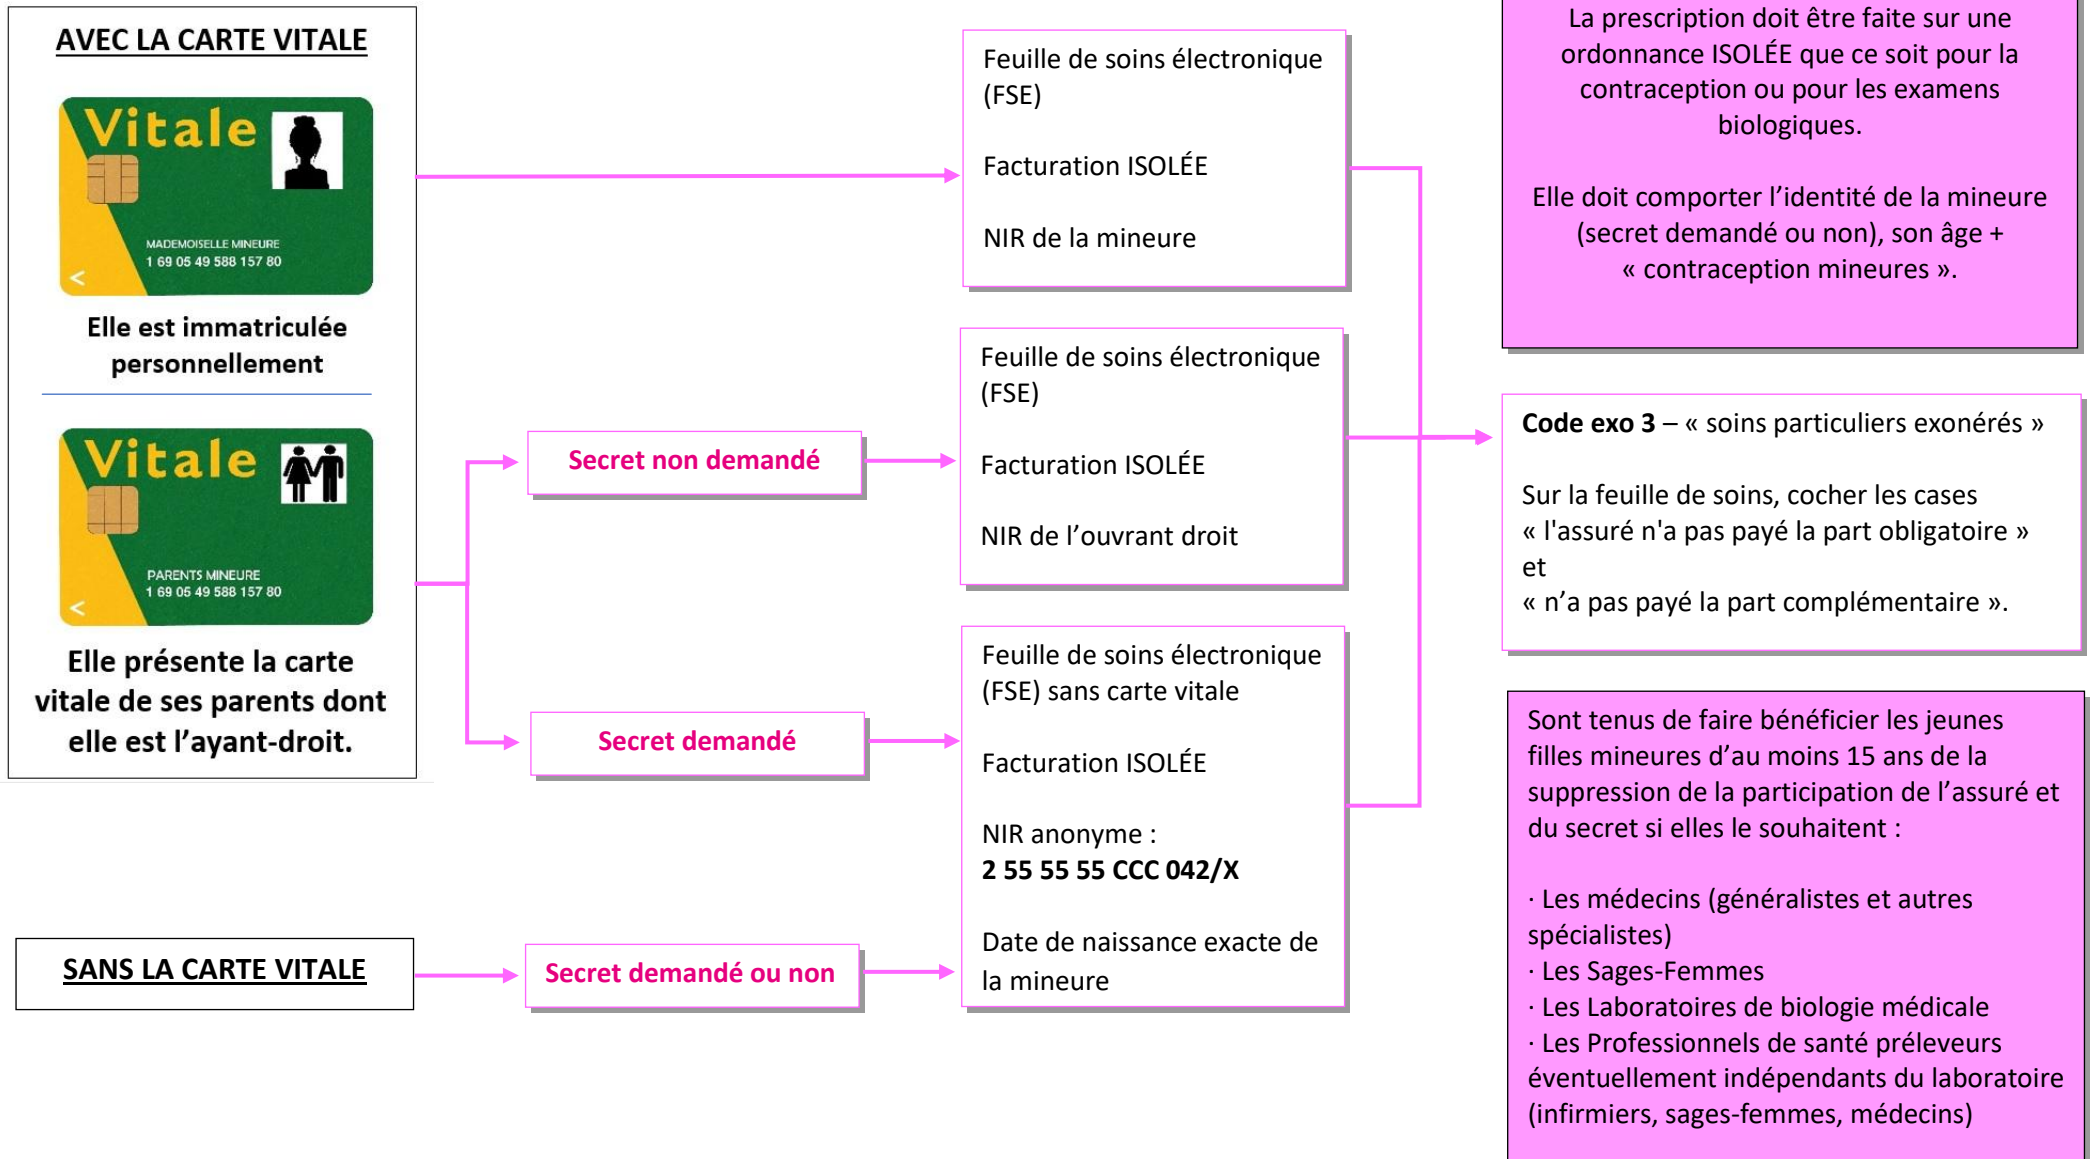 AVEC LA CARTE VITALE
Vitale
MADEMOISELLE MINEURE
1 69 05 49 588 157 80
<
Elle est immatriculée
personnellement
Vitale
PARENTS MINEURE
1 69 05 49 588 157 80
<
Elle présente la carte
vitale de ses parents dont
elle est l’ayant-droit.
SANS LA CARTE VITALE
Secret non demandé
Secret demandé
Secret demandé ou non
Feuille de soins électronique
(FSE)
Facturation ISOLÉE
NIR de la mineure
Feuille de soins électronique
(FSE)
Facturation ISOLÉE
NIR de l’ouvrant droit
Feuille de soins électronique
(FSE) sans carte vitale
Facturation ISOLÉE
NIR anonyme :
2 55 55 55 CCC 042/X
Date de naissance exacte de
la mineure
La prescription doit être faite sur une
ordonnance ISOLÉE que ce soit pour la
contraception ou pour les examens
biologiques.
Elle doit comporter l’identité de la mineure
(secret demandé ou non), son âge +
« contraception mineures ».
Code exo 3 – « soins particuliers exonérés »
Sur la feuille de soins, cocher les cases
« l'assuré n'a pas payé la part obligatoire »
et
« n’a pas payé la part complémentaire ».
Sont tenus de faire bénéficier les jeunes
filles mineures d’au moins 15 ans de la
suppression de la participation de l’assuré et
du secret si elles le souhaitent :
· Les médecins (généralistes et autres
spécialistes)
· Les Sages-Femmes
· Les Laboratoires de biologie médicale
· Les Professionnels de santé préleveurs
éventuellement indépendants du laboratoire
(infirmiers, sages-femmes, médecins)